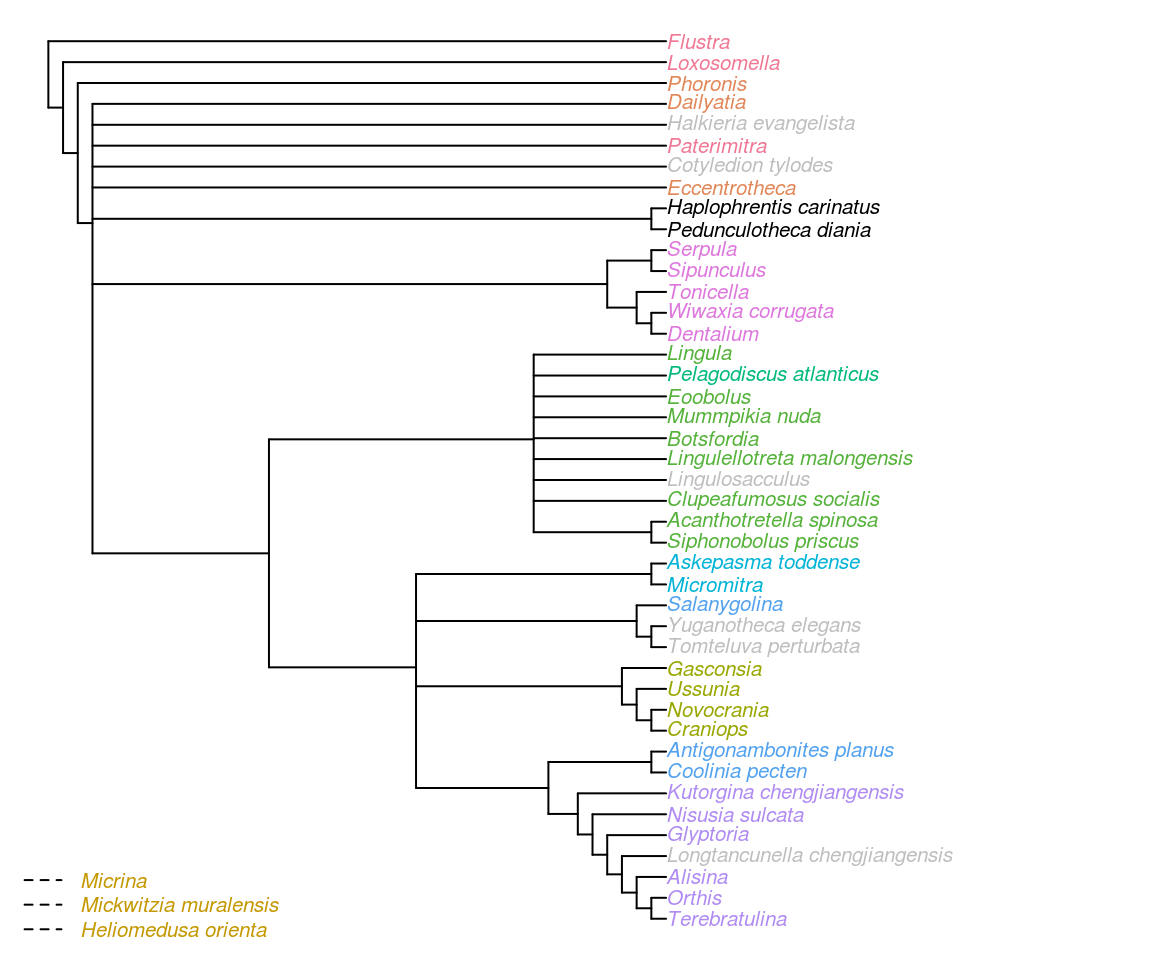 Flustra
Loxosomella
Phoronis
Dailyatia
Halkieria evangelista
Paterimitra
Cotyledion tylodes
Eccentrotheca
Haplophrentis carinatus
Pedunculotheca diania
Serpula
Sipunculus
Tonicella
Wiwaxia corrugata
Dentalium
Lingula
Pelagodiscus atlanticus
Eoobolus
Mummpikia nuda
Botsfordia
Lingulellotreta malongensis
Lingulosacculus
Clupeafumosus socialis
Acanthotretella spinosa
Siphonobolus priscus
Askepasma toddense
Micromitra
Salanygolina
Yuganotheca elegans
Tomteluva perturbata
Gasconsia
Ussunia
Novocrania
Craniops
Antigonambonites planus
Coolinia pecten
Kutorgina chengjiangensis
Nisusia sulcata
Glyptoria
Longtancunella chengjiangensis
Alisina
Orthis
Terebratulina
Micrina
Mickwitzia muralensis
Heliomedusa orienta